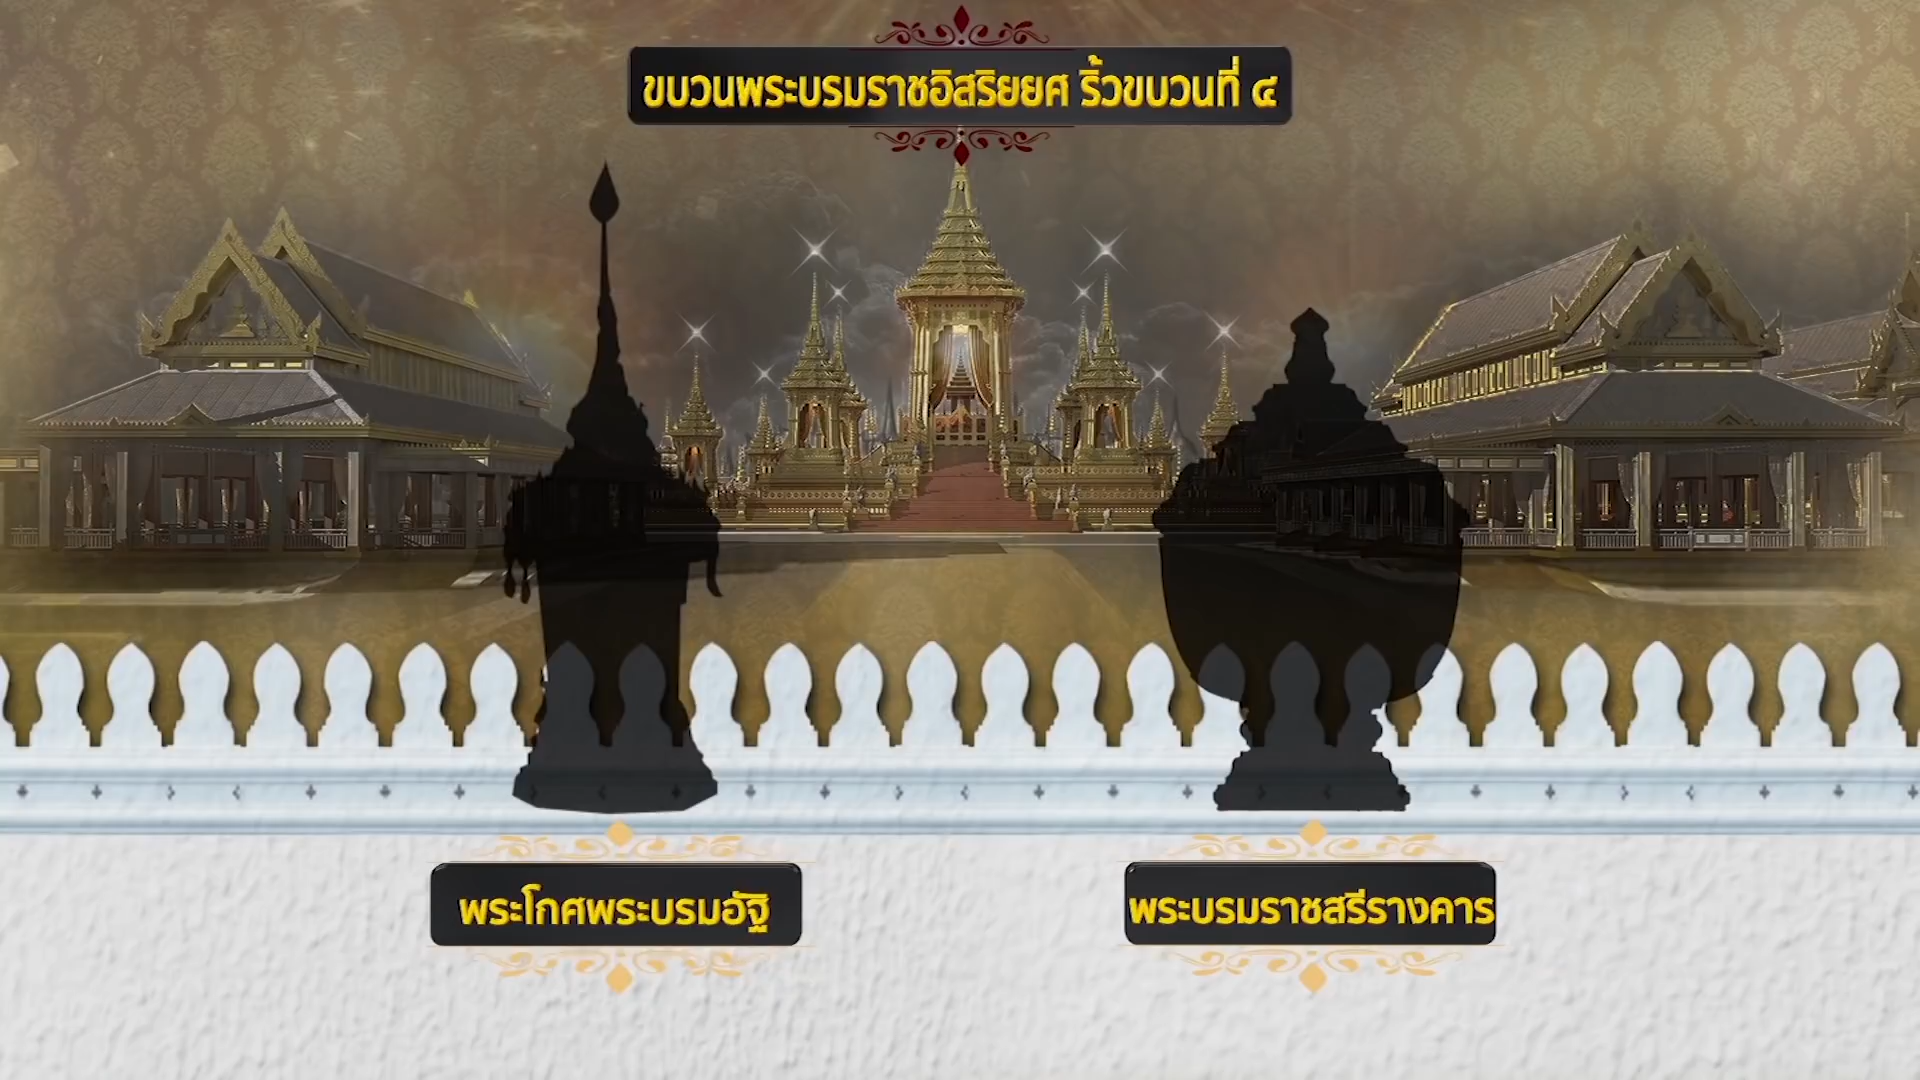 ขบวนพระบรมราชอิสริยยศ ริ้วขบวนที่ ๔
พระโกศพระบรมอัฐิ
พระบรมราชสรีรางคาร